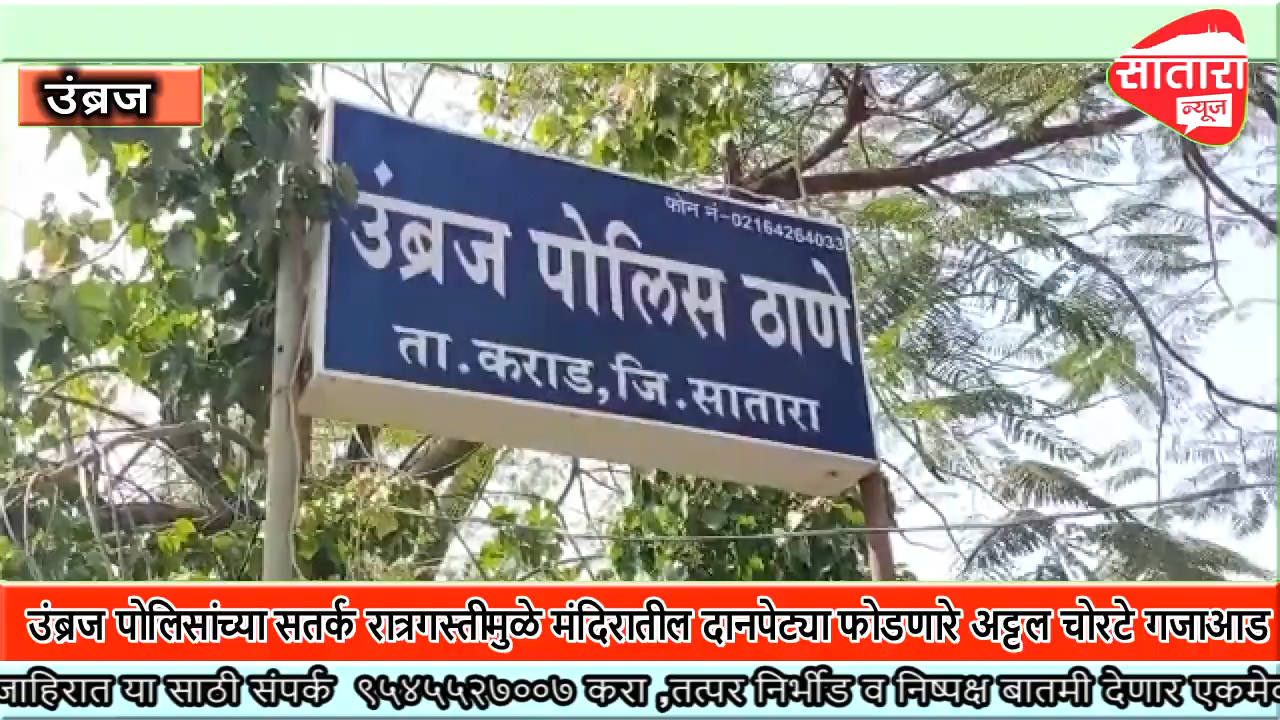 सातारा
न्यूज
उंब्रज
फोन नं-02164264033
उंब्रज पोलिस ठाणे
ता.कराड,जि.सातारा
उंब्रज पोलिसांच्या सतर्क रात्रगस्तीमुळे मंदिरातील दानपेट्या फोडणारे अट्टल चोरटे गजाआड
जाहिरात या साठी संपर्क ९५४५५२७००७ करा ,तत्पर निर्भीड व निष्पक्ष बातमी देणार